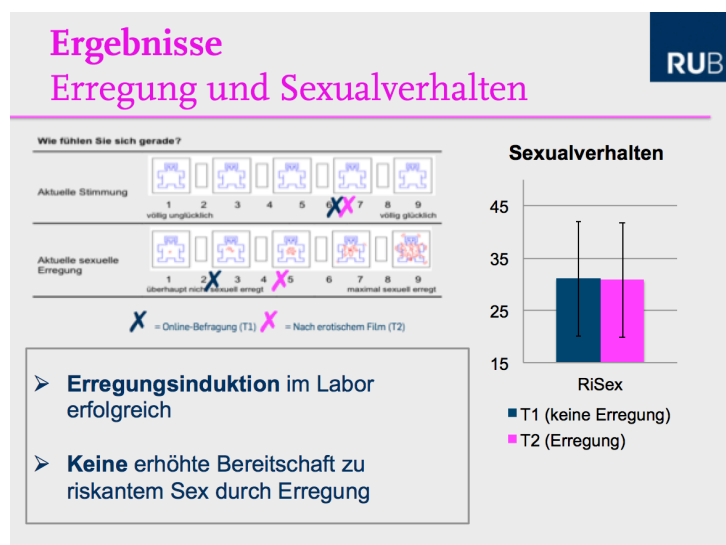 Ergebnisse
Erregung und Sexualverhalten
RUB
Wie fühlen Sie sich gerade?
Aktuelle Stimmung
1 2 3 4 5 6 7 8 9
völlig unglücklich völlig glücklich
Aktuelle sexuelle
Erregung
1 2 3 4 5 6 7 8 9
überhaupt nicht sexuell erregt maximal sexuell erregt
✗ = Online-Befragung (T1) ✗ = Nach erotischem Film (T2)
Sexualverhalten
45
35
25
15
RiSex
T1 (keine Erregung)
T2 (Erregung)
Erregungsinduktion im Labor
erfolgreich
Keine erhöhte Bereitschaft zu
riskantem Sex durch Erregung